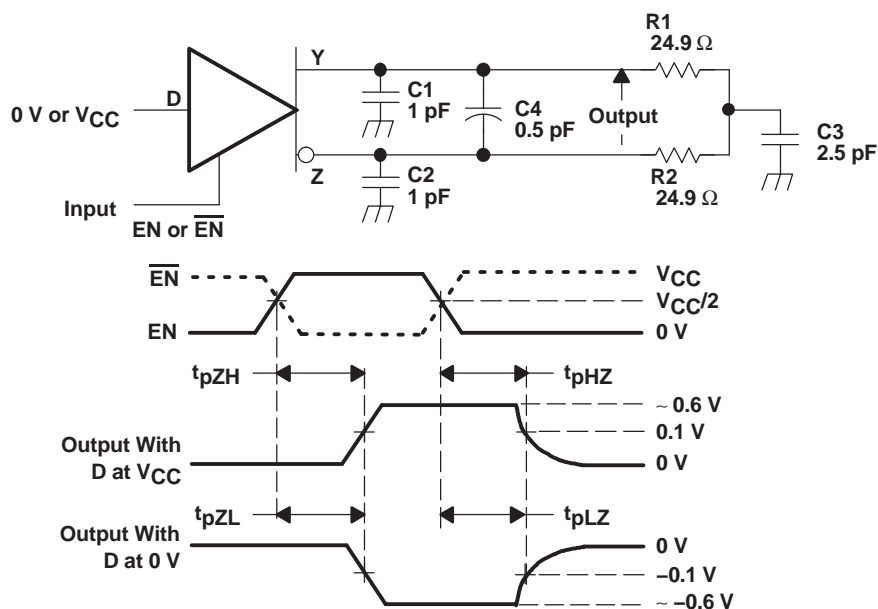 R1
24.9 Ω
Y
D
C1
1 pF
C4
0.5 pF
Output
0 V or VCC
C3
2.5 pF
Z
C2
1 pF
R2
24.9 Ω
Input
EN or EN
EN
VCC
VCC/2
EN
0 V
tpZH
tpHZ
~ 0.6 V
0.1 V
Output With
D at VCC
0 V
tpZL
tpLZ
Output With
D at 0 V
0 V
–0.1 V
~ –0.6 V